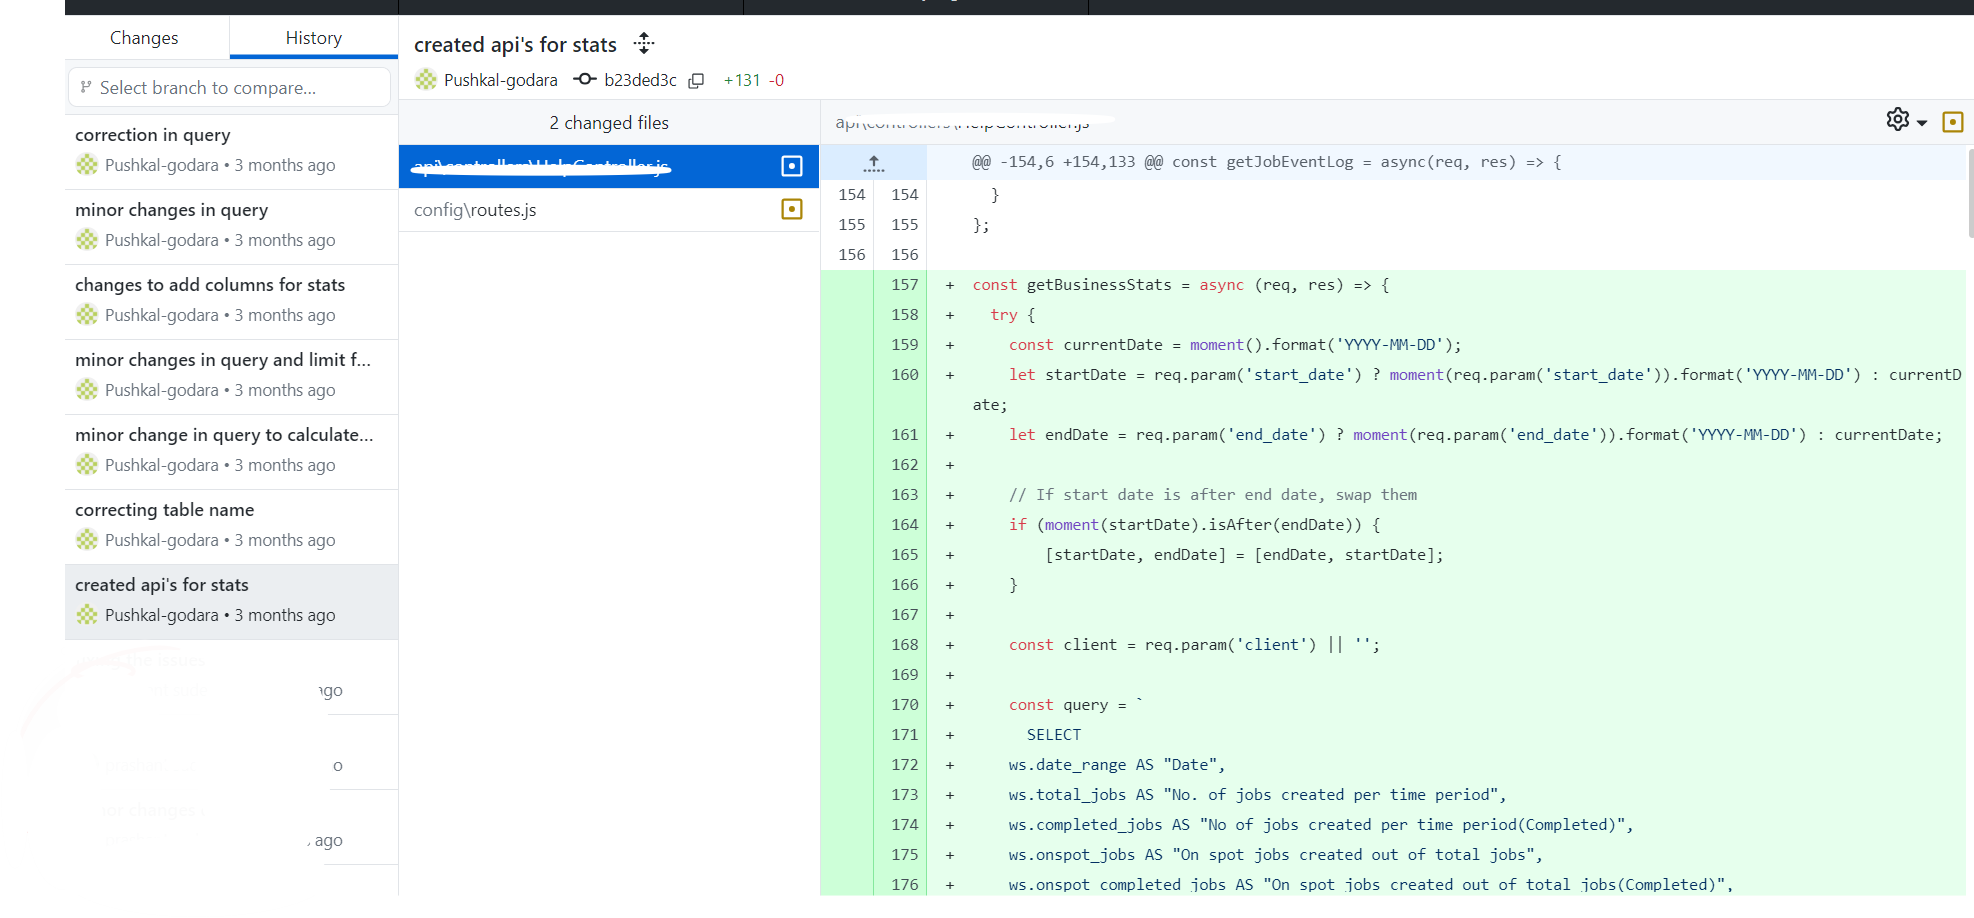 Changes
History
Select branch to compare...
correction in query
Pushkal-godara • 3 months ago
minor changes in query
Pushkal-godara • 3 months ago
changes to add columns for stats
Pushkal-godara • 3 months ago
minor changes in query and limit f...
Pushkal-godara • 3 months ago
minor change in query to calculate...
Pushkal-godara • 3 months ago
correcting table name
Pushkal-godara • 3 months ago
created api's for stats
Pushkal-godara • 3 months ago
the issues
ago
ago
created api's for stats
Pushkal-godara b23ded3c +131 -0
2 changed files
api\controllers\HelpController.js
config\routes.js
api\controllers\HelpController.js
@@ -154,6 +154,133 @@ const getJobEventLog = async(req, res) => {
154 154 }
155 155 };
156 156
157 + const getBusinessStats = async (req, res) => {
158 + try {
159 + const currentDate = moment().format('YYYY-MM-DD');
160 + let startDate = req.param('start_date') ? moment(req.param('start_date')).format('YYYY-MM-DD') : currentD
ate;
161 + let endDate = req.param('end_date') ? moment(req.param('end_date')).format('YYYY-MM-DD') : currentDate;
162 +
163 + // If start date is after end date, swap them
164 + if (moment(startDate).isAfter(endDate)) {
165 + [startDate, endDate] = [endDate, startDate];
166 + }
167 +
168 + const client = req.param('client') || '';
169 +
170 + const query = `
171 + SELECT
172 + ws.date_range AS "Date",
173 + ws.total_jobs AS "No. of jobs created per time period",
174 + ws.completed_jobs AS "No of jobs created per time period(Completed)",
175 + ws.onspot_jobs AS "On spot jobs created out of total jobs",
176 + ws.onspot_completed_jobs AS "On spot jobs created out of total jobs(Completed)",